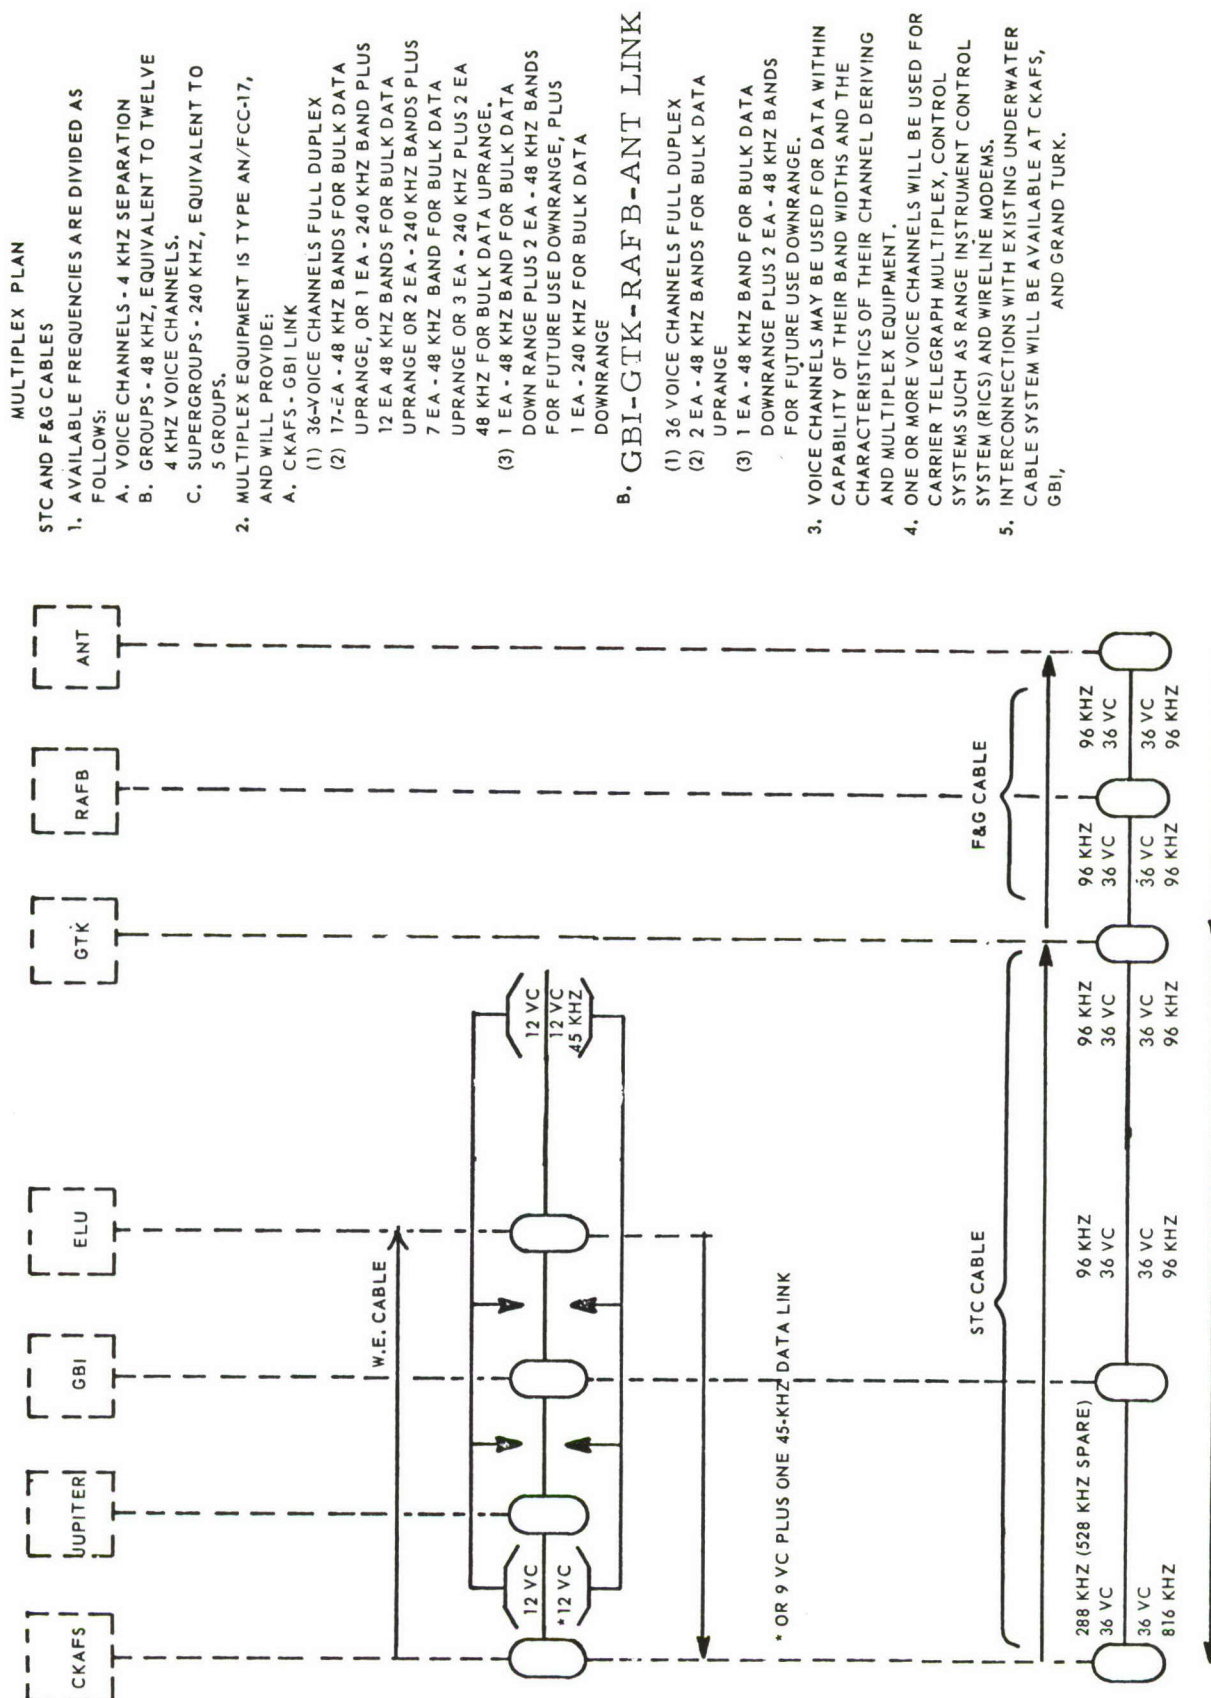 MULTIPLEX PLAN
STC AND F&G CABLES
1. AVAILABLE FREQUENCIES ARE DIVIDED AS
FOLLOWS:
A. VOICE CHANNELS - 4 KHZ SEPARATION
B. GROUPS - 48 KHZ, EQUIVALENT TO TWELVE
4 KHZ VOICE CHANNELS.
C. SUPERGROUPS - 240 KHZ, EQUIVALENT TO
5 GROUPS.
2. MULTIPLEX EQUIPMENT IS TYPE AN/FCC-17,
AND WILL PROVIDE:
A. CKAFS - GBI LINK
(1) 36-VOICE CHANNELS FULL DUPLEX
(2) 17-EA - 48 KHZ BANDS FOR BULK DATA
UPRANGE, OR 1 EA - 240 KHZ BAND PLUS
12 EA 48 KHZ BANDS FOR BULK DATA
UPRANGE OR 2 EA - 240 KHZ BANDS PLUS
7 EA - 48 KHZ BAND FOR BULK DATA
UPRANGE OR 3 EA - 240 KHZ PLUS 2 EA
48 KHZ FOR BULK DATA UPRANGE.
(3) 1 EA - 48 KHZ BAND FOR BULK DATA
DOWN RANGE PLUS 2 EA - 48 KHZ BANDS
FOR FUTURE USE DOWNRANGE, PLUS
1 EA - 240 KHZ FOR BULK DATA
DOWNRANGE
B. GBI-GTK-RAFB-ANT LINK
(1) 36 VOICE CHANNELS FULL DUPLEX
(2) 2 EA - 48 KHZ BANDS FOR BULK DATA
UPRANGE
(3) 1 EA - 48 KHZ BAND FOR BULK DATA
DOWNRANGE PLUS 2 EA - 48 KHZ BANDS
FOR FUTURE USE DOWNRANGE.
3. VOICE CHANNELS MAY BE USED FOR DATA WITHIN
CAPABILITY OF THEIR BAND WIDTHS AND THE
CHARACTERISTICS OF THEIR CHANNEL DERIVING
AND MULTIPLEX EQUIPMENT.
4. ONE OR MORE VOICE CHANNELS WILL BE USED FOR
CARRIER TELEGRAPH MULTIPLEX, CONTROL
SYSTEMS SUCH AS RANGE INSTRUMENT CONTROL
SYSTEM (RICS) AND WIRELINE MODEMS.
5. INTERCONNECTIONS WITH EXISTING UNDERWATER
CABLE SYSTEM WILL BE AVAILABLE AT CKAFS,
GBI,
AND GRAND TURK.
CKAFS
JUPITER
GBI
ELU
GTK
RAFB
ANT
W.E. CABLE
12 VC
*12 VC
12 VC
12 VC
45 KHZ
* OR 9 VC PLUS ONE 45-KHZ DATA LINK
STC CABLE
F&G CABLE
288 KHZ (528 KHZ SPARE)
36 VC
36 VC
816 KHZ
96 KHZ
36 VC
36 VC
96 KHZ
96 KHZ
36 VC
36 VC
96 KHZ
96 KHZ
36 VC
36 VC
96 KHZ
96 KHZ
36 VC
36 VC
96 KHZ